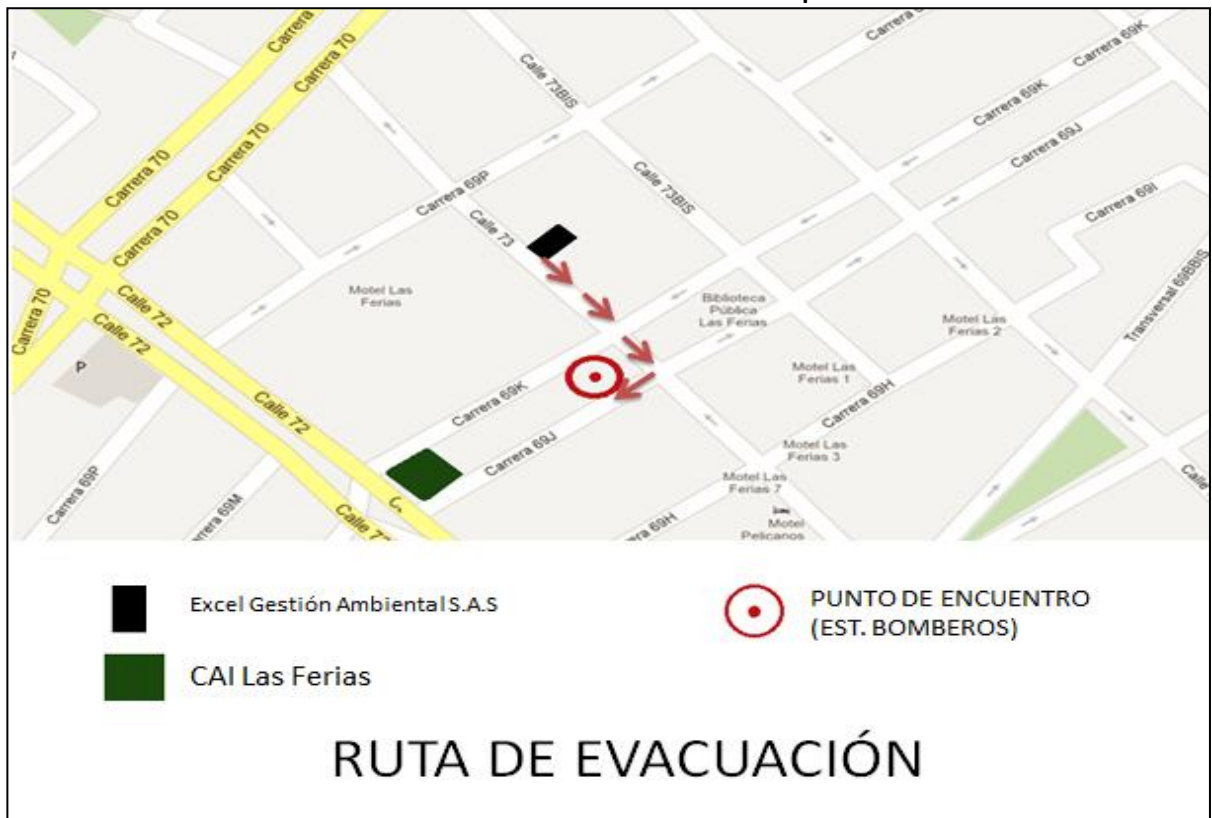 Carrera 70
Carrera 70
Carrera 70
Carrera 70
Carrera 70
Calle 73BIS
Carrera 69K
Carrera 69K
Carrera 69K
Carrera 69J
Carrera 69P
Calle 73BIS
Carrera 69I
Calle 73
Transversal 69BBIS
Motel Las
Ferias
Biblioteca
Pública
Las Ferias
Motel Las
Ferias 2
Calle 72
Calle 72
P
Motel Las
Ferias 1
Carrera 69H
Carrera 69K
Calle 72
Carrera 69J
Motel Las
Ferias 3
Motel Las
Ferias 7
Carrera 69P
Calle
Motel
Pelicanos
Excel Gestión Ambiental S.A.S
PUNTO DE ENCUENTRO
(EST. BOMBEROS)
CAI Las Ferias
RUTA DE EVACUACIÓN